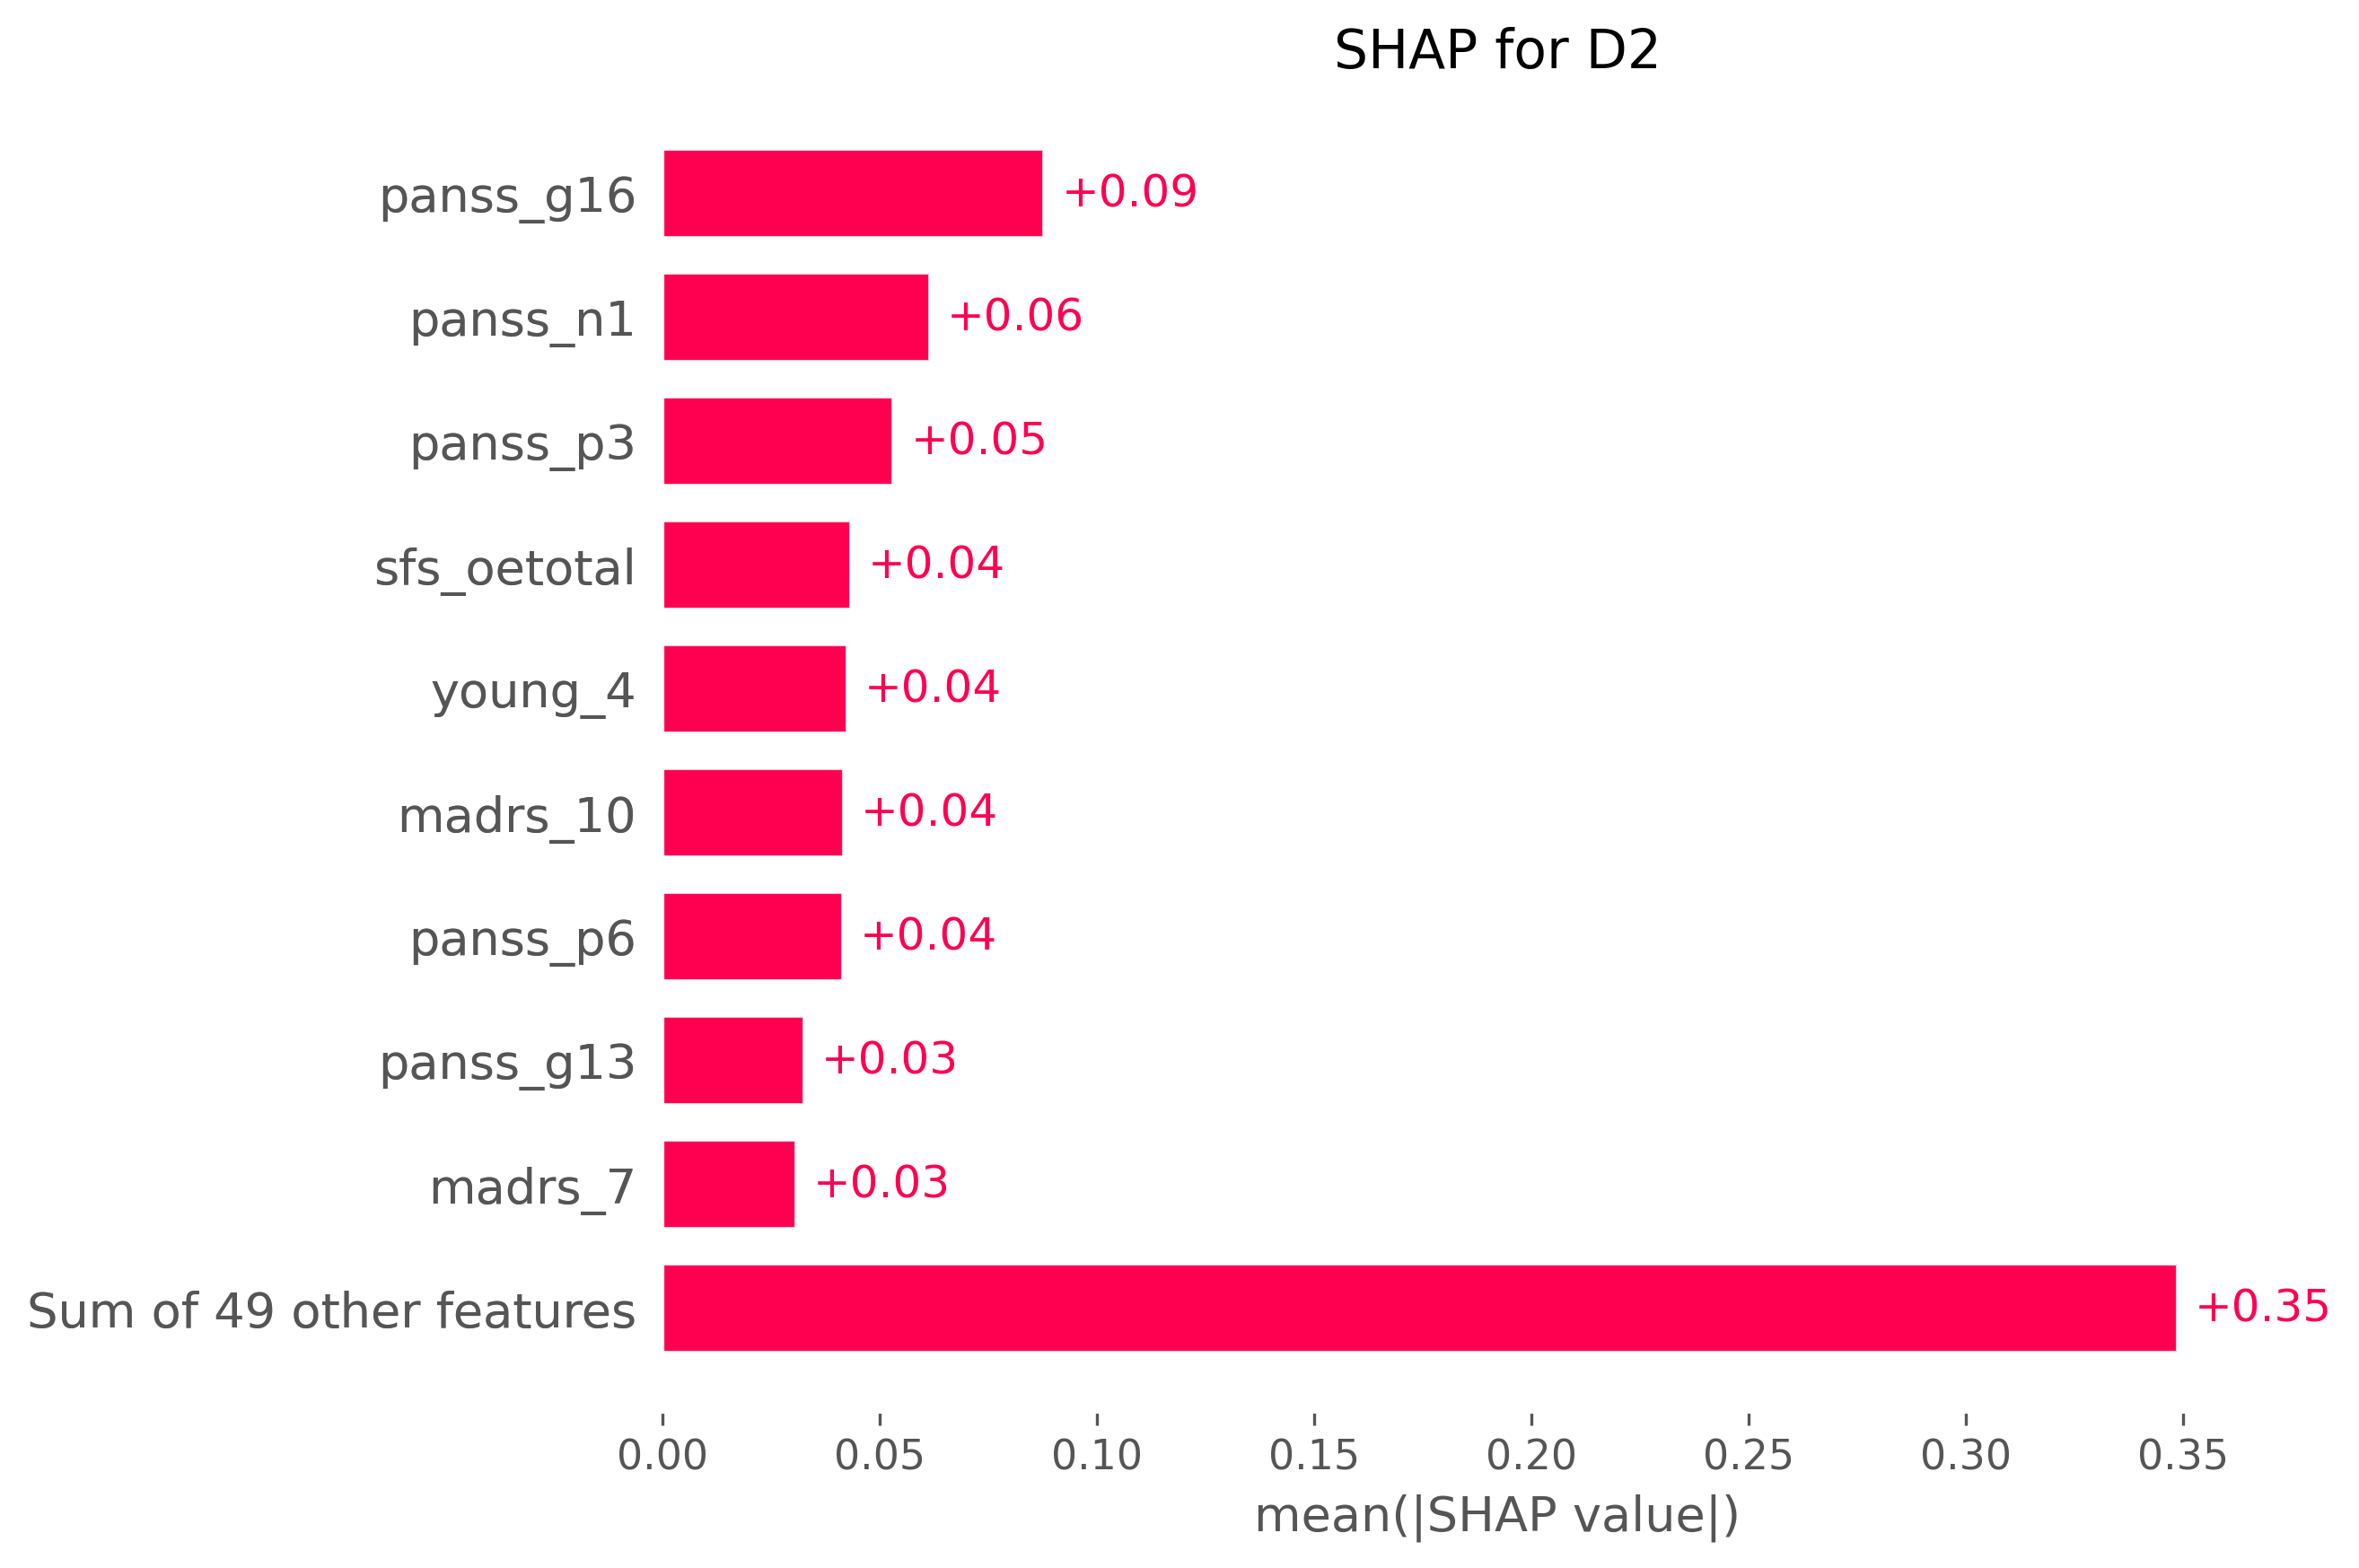 SHAP for D2
panss_g16 +0.09
panss_n1 +0.06
panss_p3 +0.05
sfs_oetotal +0.04
young_4 +0.04
madrs_10 +0.04
panss_p6 +0.04
panss_g13 +0.03
madrs_7 +0.03
Sum of 49 other features +0.35
0.00 0.05 0.10 0.15 0.20 0.25 0.30 0.35
mean(|SHAP value|)